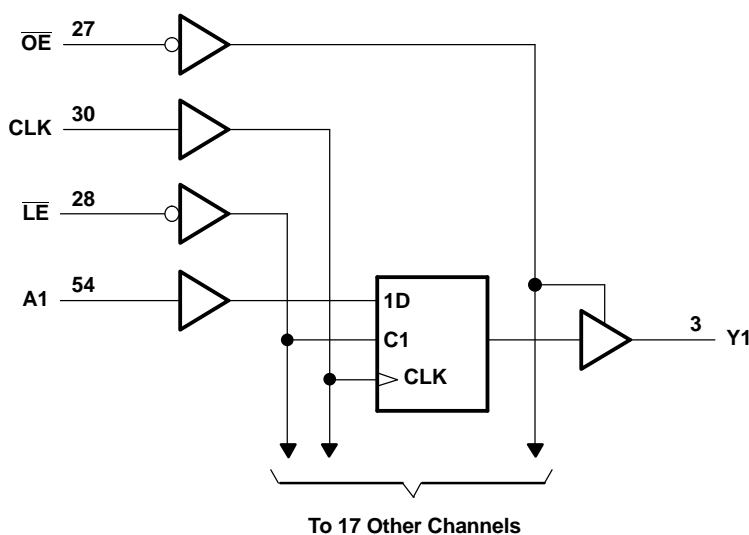 OE 27
CLK 30
LE 28
A1 54
1D
C1
CLK
3 Y1
To 17 Other Channels